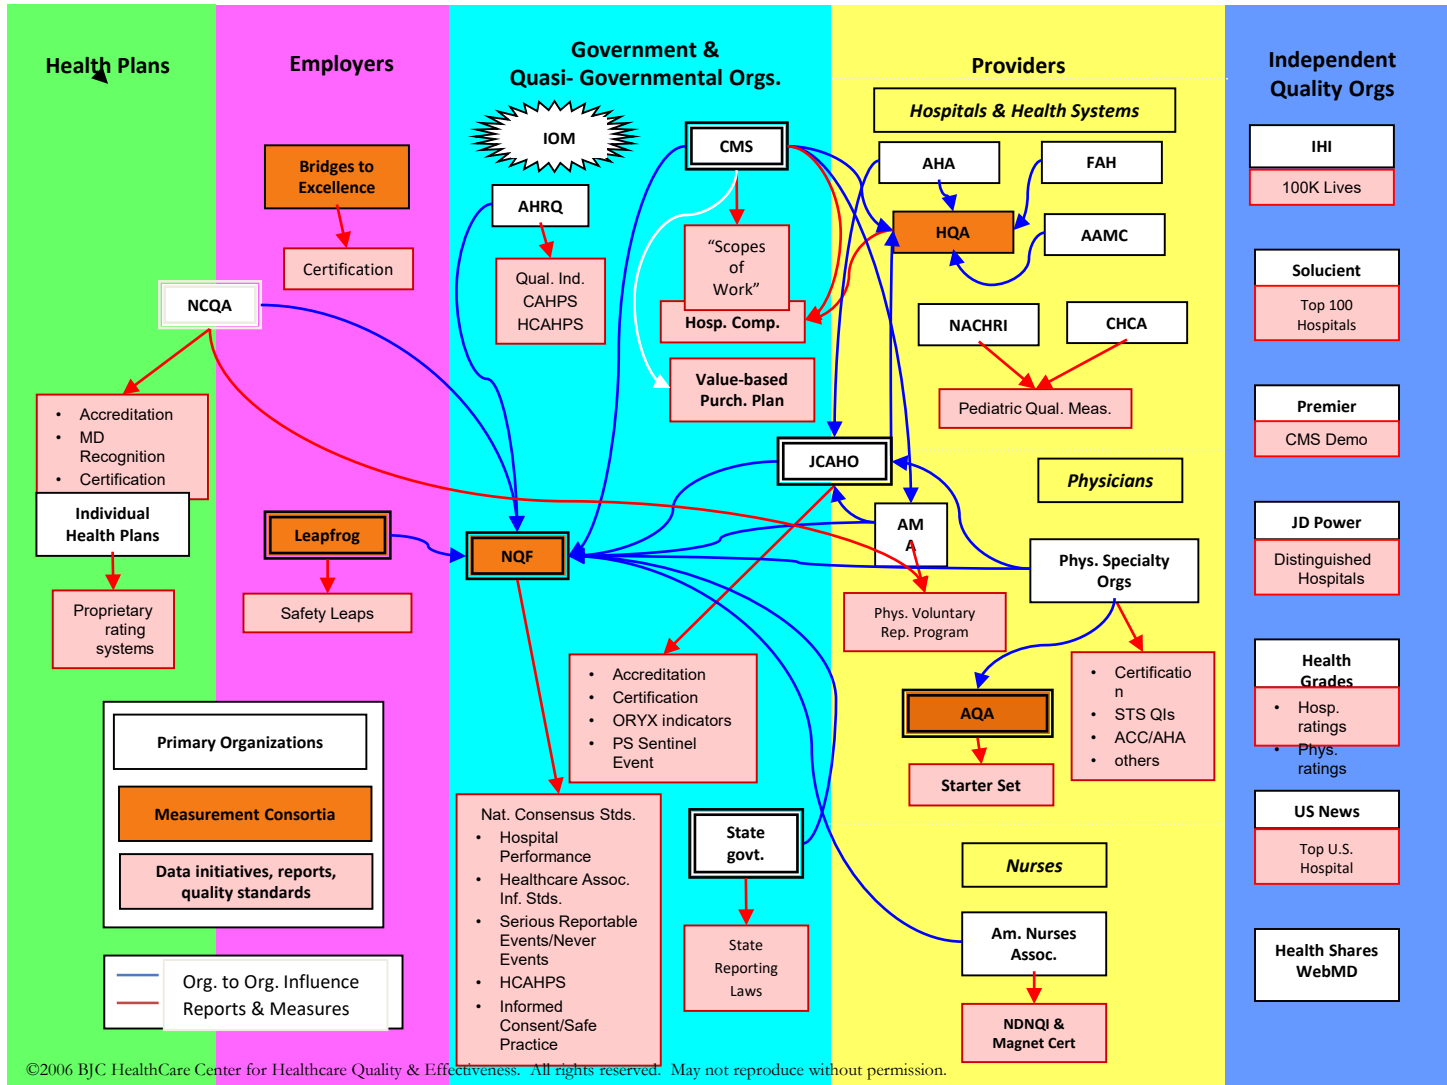 Health Plans
Employers
Government &
Quasi- Governmental Orgs.
Providers
Independent
Quality Orgs
Hospitals & Health Systems
IOM
CMS
AHA
FAH
IHI
100K Lives
Bridges to
Excellence
AHRQ
HQA
AAMC
Certification
Qual. Ind.
CAHPS
HCAHPS
“Scopes
of
Work”
Hosp. Comp.
Solucient
Top 100
Hospitals
NCQA
NACHRI
CHCA
Value-based
Purch. Plan
Pediatric Qual. Meas.
Premier
CMS Demo
• Accreditation
• MD
Recognition
• Certification
Individual
Health Plans
JCAHO
Physicians
Leapfrog
NQF
AM
A
Phys. Specialty
Orgs
JD Power
Distinguished
Hospitals
Proprietary
rating
systems
Safety Leaps
Phys. Voluntary
Rep. Program
• Accreditation
• Certification
• ORYX indicators
• PS Sentinel
Event
AQA
Starter Set
• Certificatio
n
• STS QIs
• ACC/AHA
• others
Health
Grades
• Hosp.
ratings
• Phys.
ratings
Primary Organizations
Measurement Consortia
Data initiatives, reports,
quality standards
Nat. Consensus Stds.
• Hospital
Performance
• Healthcare Assoc.
Inf. Stds.
• Serious Reportable
Events/Never
Events
• HCAHPS
• Informed
Consent/Safe
Practice
State
govt.
State
Reporting
Laws
Nurses
Am. Nurses
Assoc.
NDNQI &
Magnet Cert
US News
Top U.S.
Hospital
Health Shares
WebMD
Org. to Org. Influence
Reports & Measures
©2006 BJC HealthCare Center for Healthcare Quality & Effectiveness. All rights reserved. May not reproduce without permission.